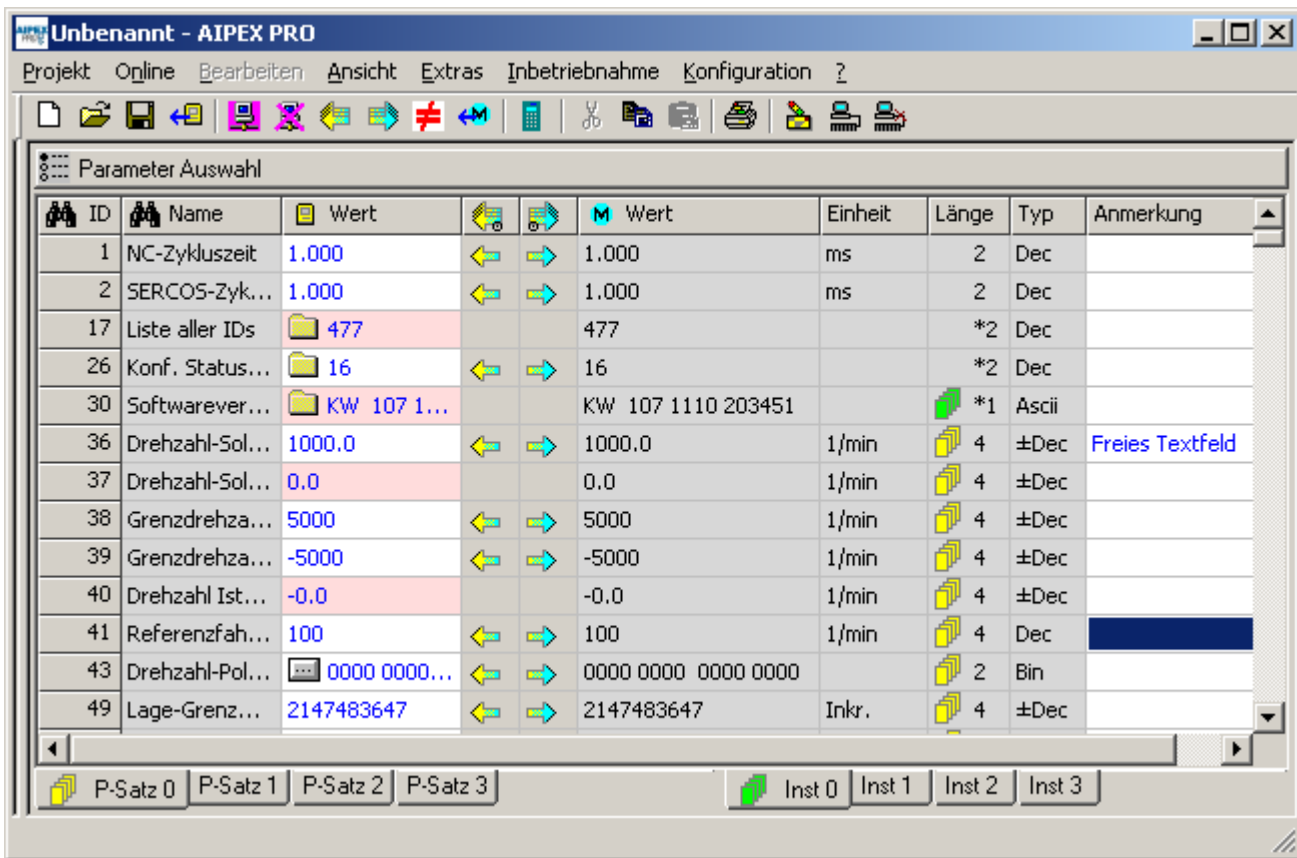 Unbenannt - AIPEX PRO
Projekt Online Bearbeiten Ansicht Extras Inbetriebnahme Konfiguration ?
Parameter Auswahl
ID Name Wert M Wert Einheit Länge Typ Anmerkung
1 NC-Zykluszeit 1.000 1.000 ms 2 Dec
2 SERCOS-Zyk... 1.000 1.000 ms 2 Dec
17 Liste aller IDs 477 477 *2 Dec
26 Konf. Status... 16 16 *2 Dec
30 Softwarever... KW 107 1... KW 107 1110 203451 *1 Ascii
36 Drehzahl-Sol... 1000.0 1000.0 1/min 4 ±Dec Freies Textfeld
37 Drehzahl-Sol... 0.0 0.0 1/min 4 ±Dec
38 Grenzdrehza... 5000 5000 1/min 4 ±Dec
39 Grenzdrehza... -5000 -5000 1/min 4 ±Dec
40 Drehzahl Ist... -0.0 -0.0 1/min 4 ±Dec
41 Referenzfah... 100 100 1/min 4 Dec
43 Drehzahl-Pol... 0000 0000... 0000 0000 0000 0000 2 Bin
49 Lage-Grenz... 2147483647 2147483647 Inkr. 4 ±Dec
P-Satz 0 P-Satz 1 P-Satz 2 P-Satz 3 Inst 0 Inst 1 Inst 2 Inst 3